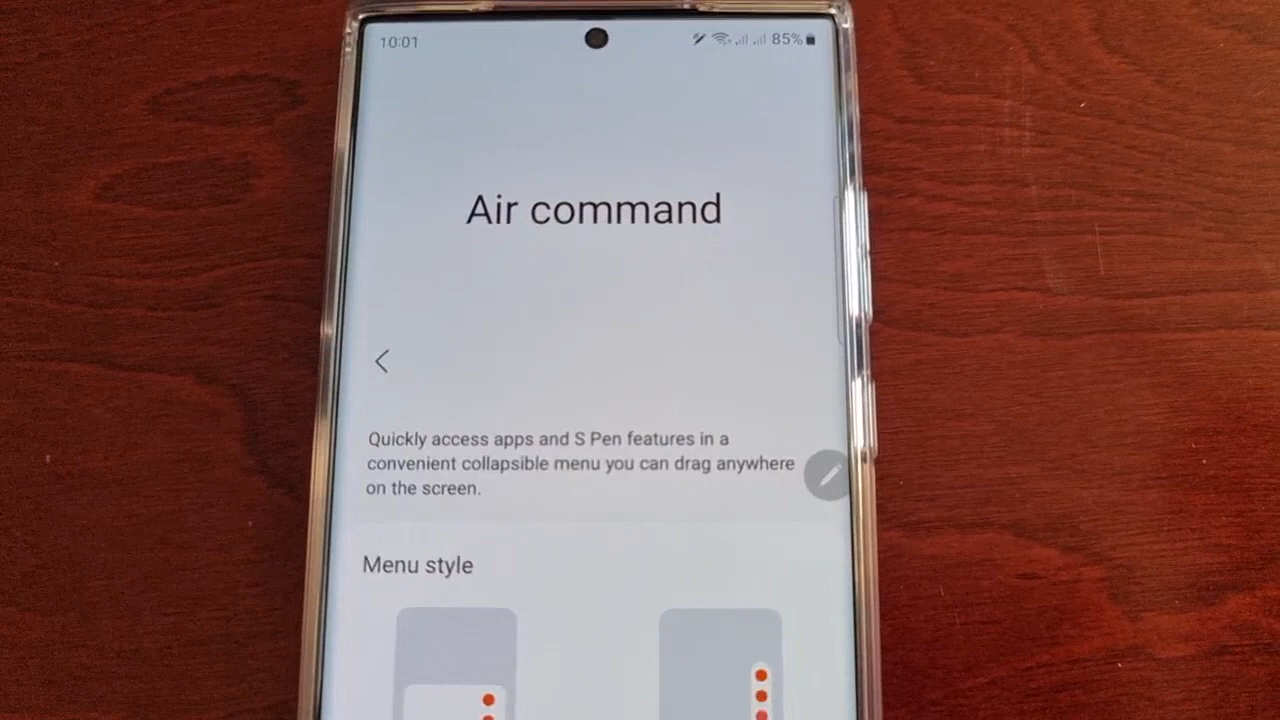 10:01
85%
Air command
Quickly access apps and S Pen features in a
convenient collapsible menu you can drag anywhere
on the screen.
Menu style